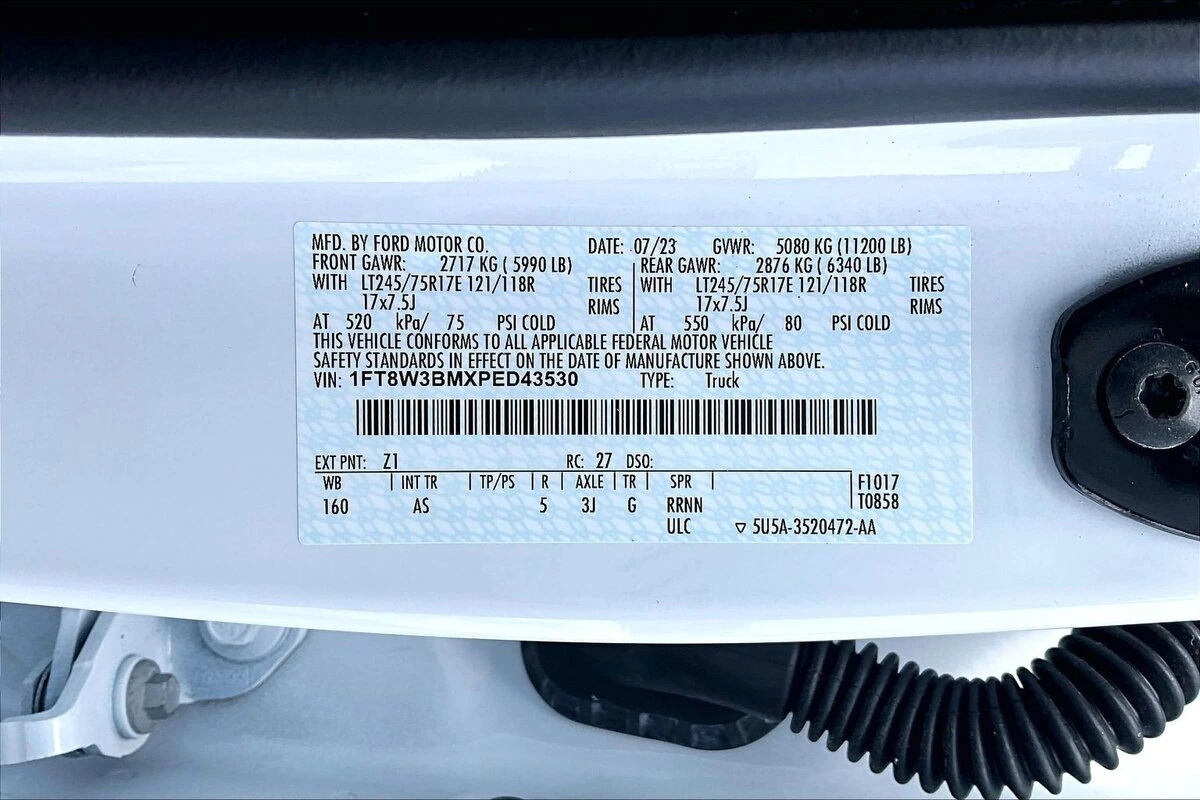 MFD. BY FORD MOTOR CO. DATE: 07/23 GVWR: 5080 KG (11200 LB)
FRONT GAWR: 2717 KG ( 5990 LB) REAR GAWR: 2876 KG ( 6340 LB)
WITH LT245/75R17E 121/118R TIRES WITH LT245/75R17E 121/118R TIRES
17x7.5J RIMS 17x7.5J RIMS
AT 520 kPa/ 75 PSI COLD AT 550 kPa/ 80 PSI COLD
THIS VEHICLE CONFORMS TO ALL APPLICABLE FEDERAL MOTOR VEHICLE
SAFETY STANDARDS IN EFFECT ON THE DATE OF MANUFACTURE SHOWN ABOVE.
VIN: 1FT8W3BMXPED43530 TYPE: Truck
EXT PNT: Z1 RC: 27 DSO:
WB INT TR TP/PS R AXLE TR SPR F1017
160 AS 5 3J G RRNN T0858
ULC ▽ 5U5A-3520472-AA